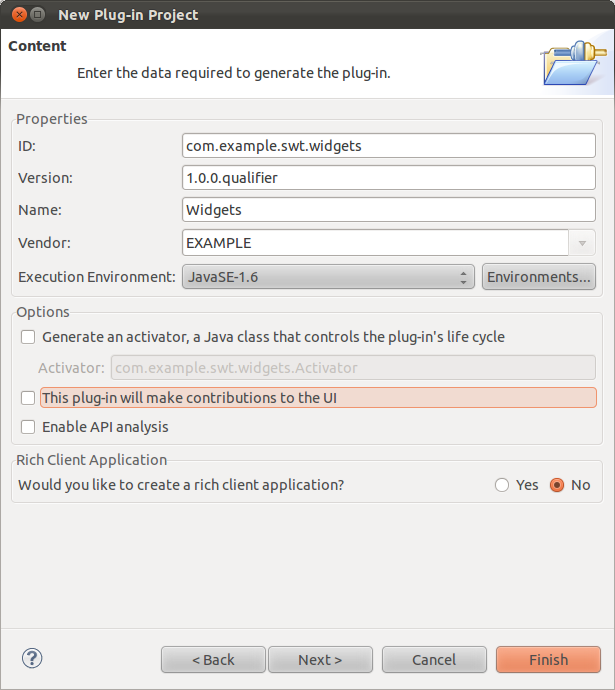 New Plug-in Project
Content
Enter the data required to generate the plug-in.
Properties
ID: com.example.swt.widgets
Version: 1.0.0.qualifier
Name: Widgets
Vendor: EXAMPLE
Execution Environment: JavaSE-1.6 Environments...
Options
Generate an activator, a Java class that controls the plug-in's life cycle
Activator: com.example.swt.widgets.Activator
This plug-in will make contributions to the UI
Enable API analysis
Rich Client Application
Would you like to create a rich client application? Yes No
? < Back Next > Cancel Finish